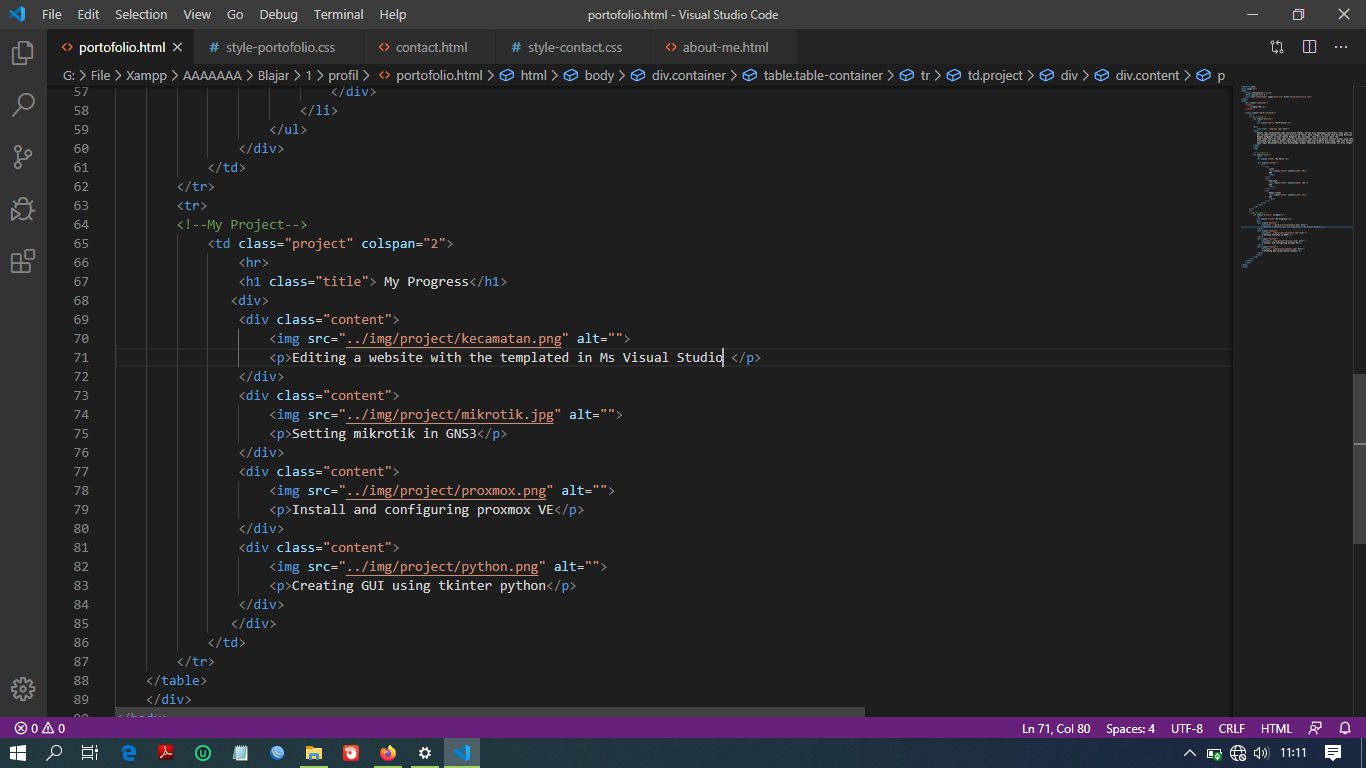 File Edit Selection View Go Debug Terminal Help portofolio.html - Visual Studio Code
portofolio.html style-portofolio.css contact.html style-contact.css about-me.html
G: > File > Xampp > AAAAAAA > Blajar > 1 > profil > portofolio.html > html > body > div.container > table.table-container > tr > td.project > div > div.content > p
57 </div>
58 </li>
59 </ul>
60 </div>
61 </td>
62 </tr>
63 <tr>
64 <!--My Project-->
65 <td class="project" colspan="2">
66 <hr>
67 <h1 class="title"> My Progress</h1>
68 <div>
69 <div class="content">
70 <img src="../img/project/kecamatan.png" alt="">
71 <p>Editing a website with the templated in Ms Visual Studio </p>
72 </div>
73 <div class="content">
74 <img src="../img/project/mikrotik.jpg" alt="">
75 <p>Setting mikrotik in GNS3</p>
76 </div>
77 <div class="content">
78 <img src="../img/project/proxmox.png" alt="">
79 <p>Install and configuring proxmox VE</p>
80 </div>
81 <div class="content">
82 <img src="../img/project/python.png" alt="">
83 <p>Creating GUI using tkinter python</p>
84 </div>
85 </div>
86 </td>
87 </tr>
88 </table>
89 </div>
0 0 Ln 71, Col 80 Spaces: 4 UTF-8 CRLF HTML
11:11